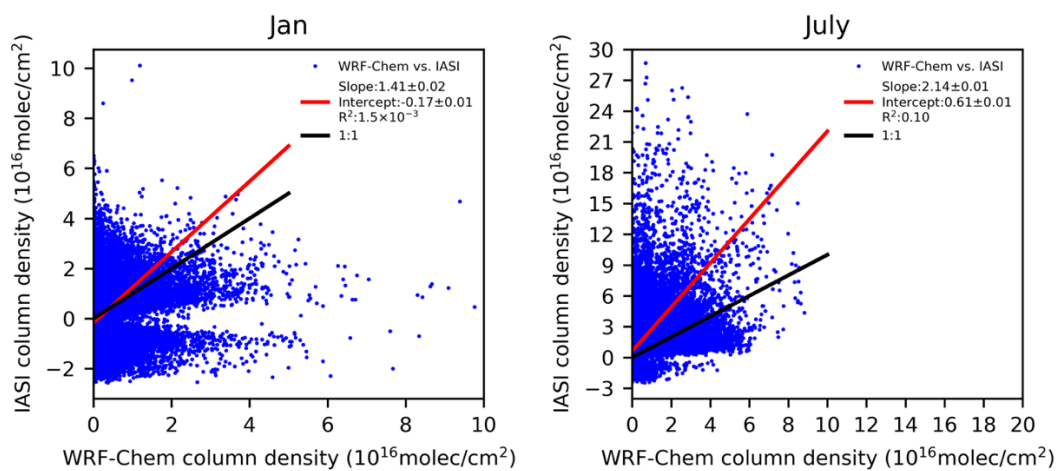 Jan
IASI column density (10¹⁶molec/cm²)
10
8
6
4
2
0
−2
WRF-Chem vs. IASI
Slope:1.41±0.02
Intercept:-0.17±0.01
R²:1.5×10⁻³
1:1
0 2 4 6 8 10
WRF-Chem column density (10¹⁶molec/cm²)
July
IASI column density (10¹⁶molec/cm²)
30
27
24
21
18
15
12
9
6
3
0
−3
WRF-Chem vs. IASI
Slope:2.14±0.01
Intercept:0.61±0.01
R²:0.10
1:1
0 2 4 6 8 10 12 14 16 18 20
WRF-Chem column density (10¹⁶molec/cm²)